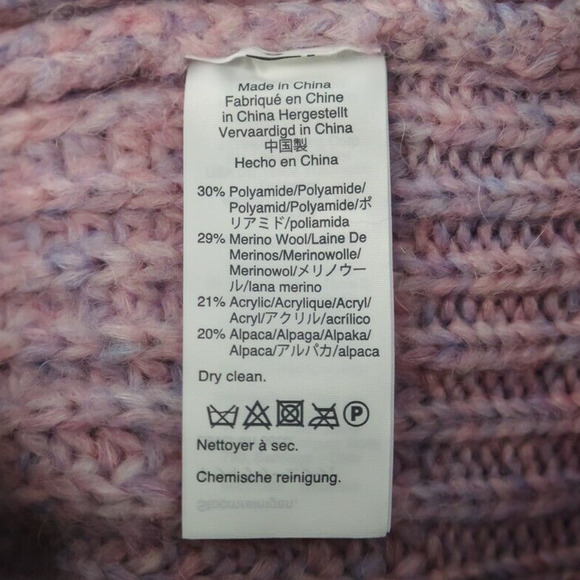 Made in China
Fabriqué en Chine
in China Hergestellt
Vervaardigd in China
中国製
Hecho en China
30% Polyamide/Polyamide/
Polyamid/Polyamide/ポ
リアミド/poliamida
29% Merino Wool/Laine De
Merinos/Merinowolle/
Merinowol/メリノウー
ル/lana merino
21% Acrylic/Acrylique/Acryl/
Acryl/アクリル/acrílico
20% Alpaca/Alpaga/Alpaka/
Alpaca/アルパカ/alpaca
Dry clean.
P
Nettoyer à sec.
Chemische reinigung.